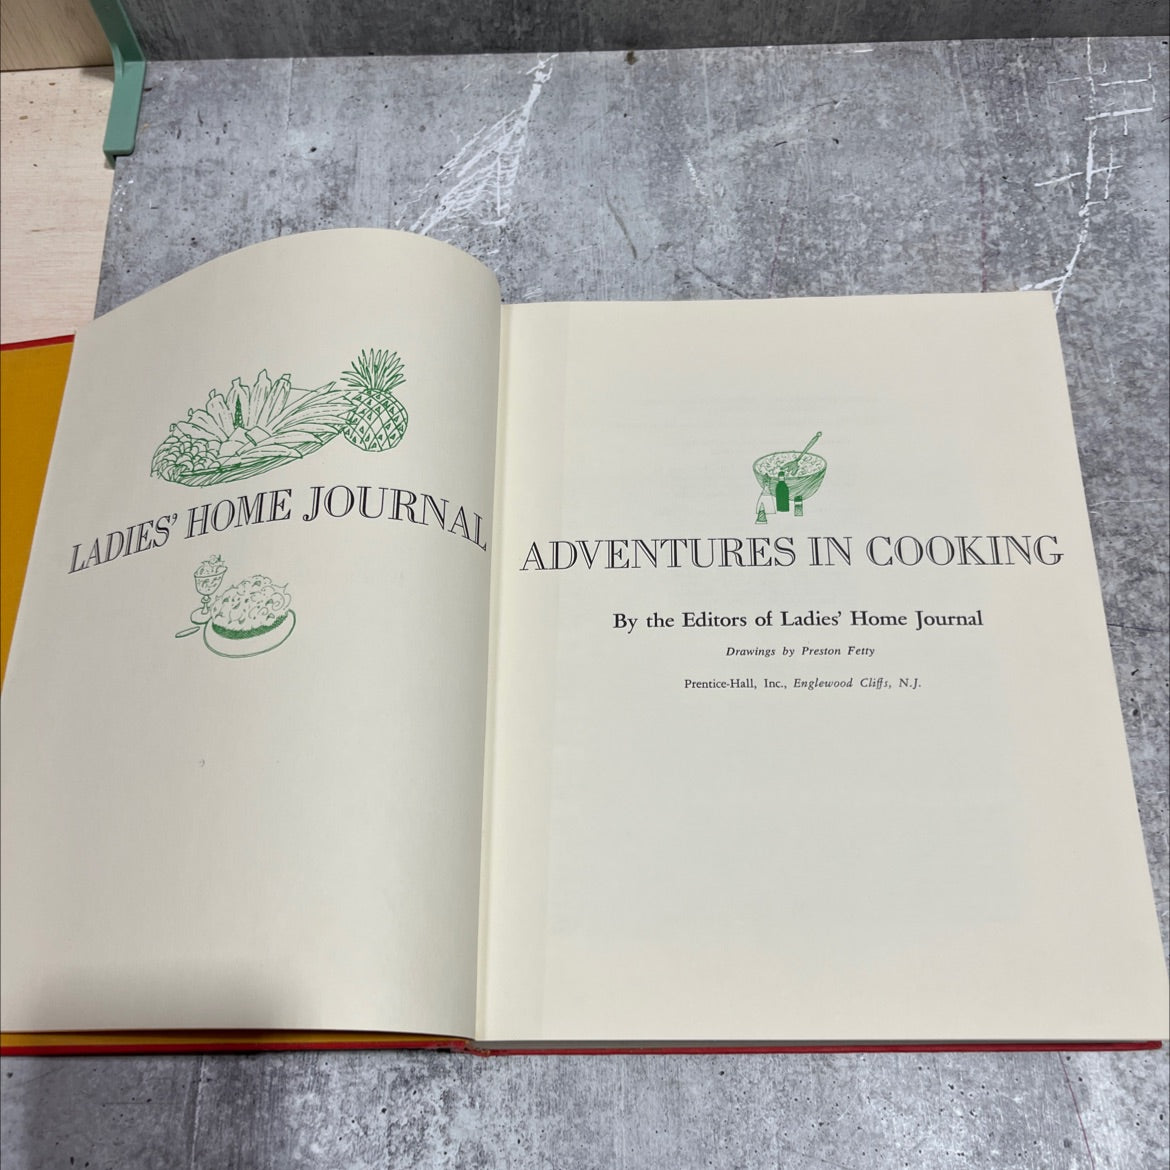 LADIES’ HOME JOURNAL
ADVENTURES IN COOKING
By the Editors of Ladies’ Home Journal
Drawings by Preston Fetty
Prentice-Hall, Inc., Englewood Cliffs, N.J.